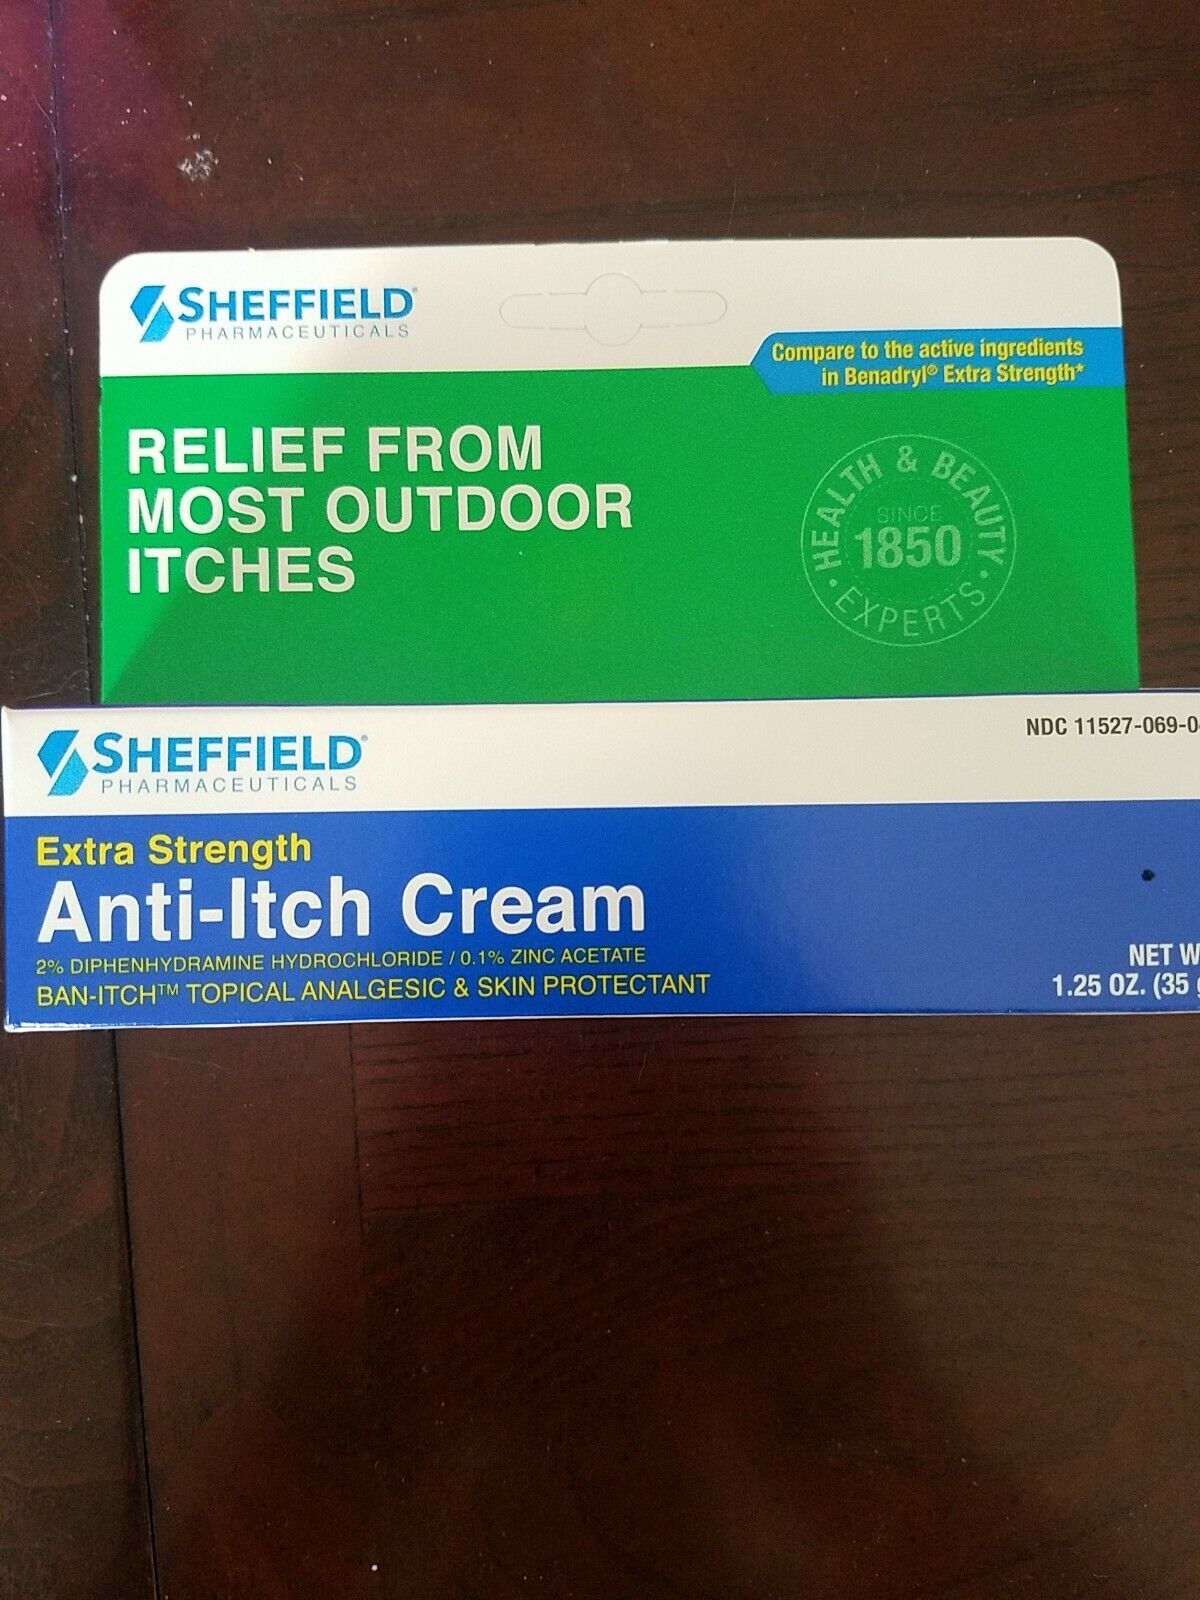 SHEFFIELD®
PHARMACEUTICALS
Compare to the active ingredients
in Benadryl® Extra Strength*
RELIEF FROM
MOST OUTDOOR
ITCHES
HEALTH & BEAUTY
SINCE
1850
• EXPERTS •
SHEFFIELD®
PHARMACEUTICALS
NDC 11527-069-0
Extra Strength
Anti-Itch Cream
2% DIPHENHYDRAMINE HYDROCHLORIDE / 0.1% ZINC ACETATE
BAN-ITCH™ TOPICAL ANALGESIC & SKIN PROTECTANT
NET W
1.25 OZ. (35